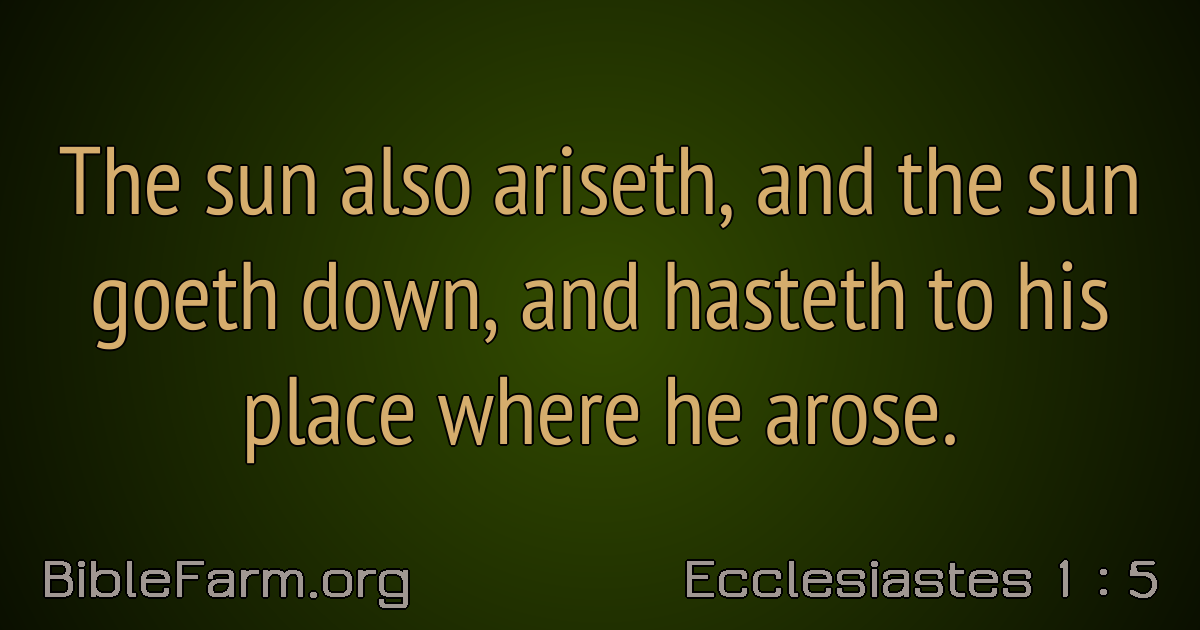 The sun also ariseth, and the sun
goeth down, and hasteth to his
place where he arose.
BibleFarm.org
Ecclesiastes 1 : 5